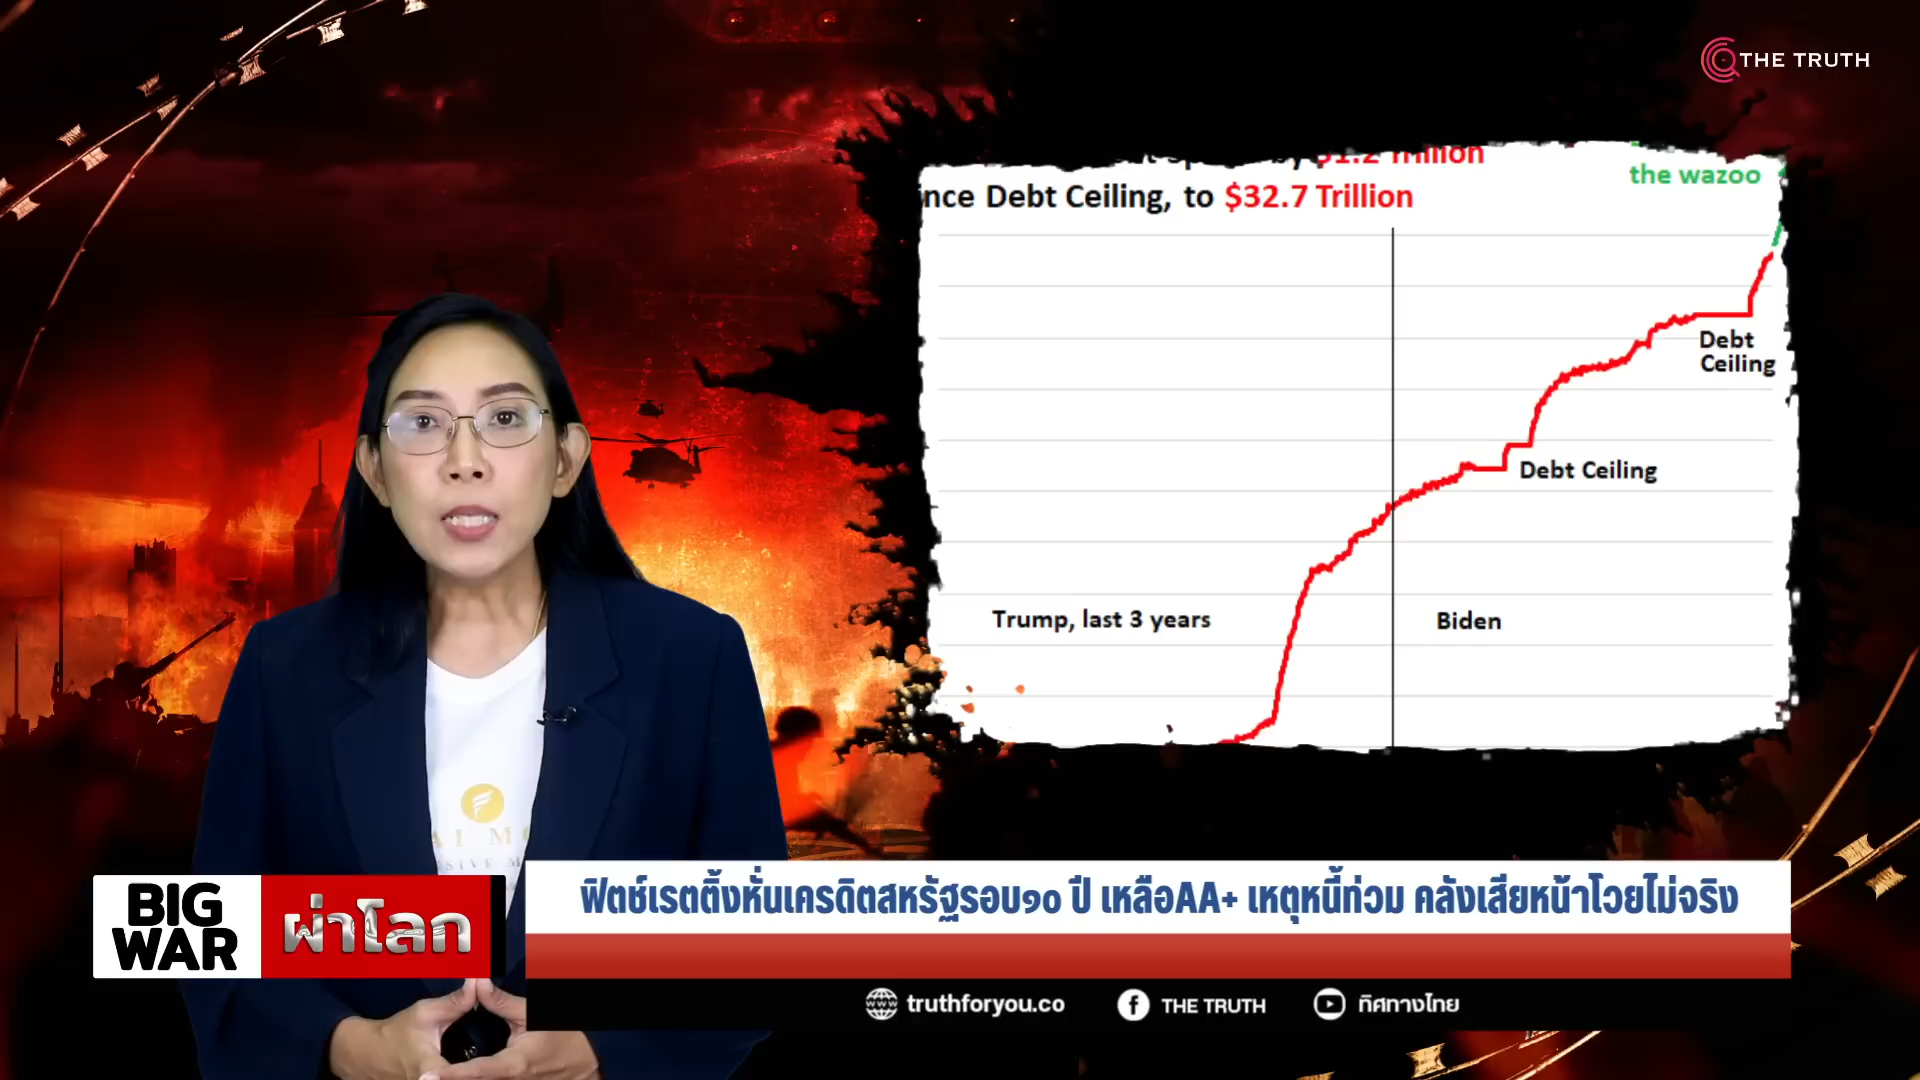 THE TRUTH
$1.2 Trillion
the wazoo
Debt Ceiling, to $32.7 Trillion
Debt
Ceiling
Debt Ceiling
Trump, last 3 years
Biden
BIG
WAR
ผ่าโลก
ฟิตช์เรตติ้งหั่นเครดิตสหรัฐรอบ๑๐ ปี เหลือAA+ เหตุหนี้ท่วม คลังเสียหน้าโวยไม่จริง
truthforyou.co
THE TRUTH
ทิศทางไทย